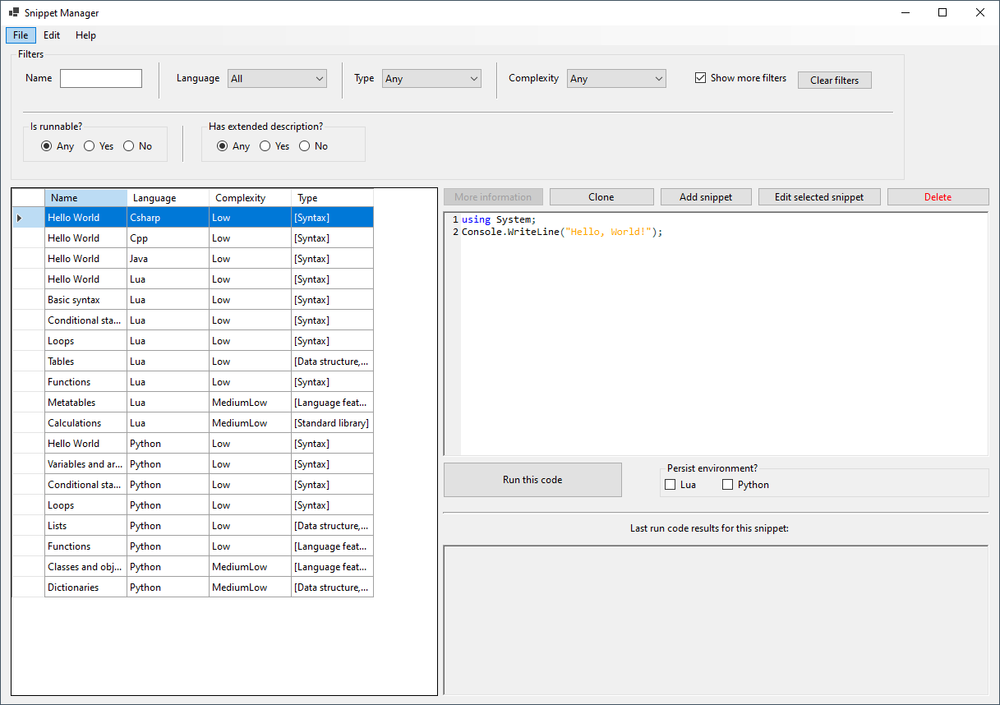 Snippet Manager
File Edit Help
Filters
Name Language All Type Any Complexity Any Show more filters Clear filters
Is runnable? Has extended description?
Any Yes No Any Yes No
Name Language Complexity Type
Hello World Csharp Low [Syntax]
Hello World Cpp Low [Syntax]
Hello World Java Low [Syntax]
Hello World Lua Low [Syntax]
Basic syntax Lua Low [Syntax]
Conditional sta... Lua Low [Syntax]
Loops Lua Low [Syntax]
Tables Lua Low [Data structure,...
Functions Lua Low [Syntax]
Metatables Lua MediumLow [Language feat...
Calculations Lua MediumLow [Standard library]
Hello World Python Low [Syntax]
Variables and ar... Python Low [Syntax]
Conditional sta... Python Low [Syntax]
Loops Python Low [Syntax]
Lists Python Low [Data structure,...
Functions Python Low [Language feat...
Classes and obj... Python MediumLow [Language feat...
Dictionaries Python MediumLow [Data structure,...
More information Clone Add snippet Edit selected snippet Delete
1 using System;
2 Console.WriteLine("Hello, World!");
Run this code
Persist environment?
Lua Python
Last run code results for this snippet: